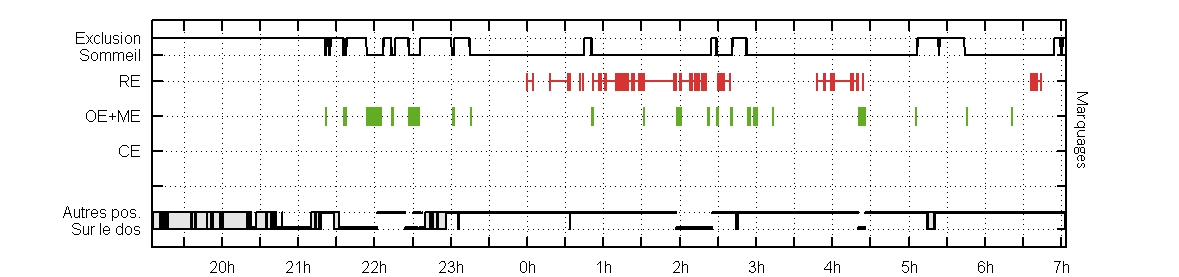 Exclusion
Sommeil
RE
OE+ME
CE
Marquages
Autres pos.
Sur le dos
20h 21h 22h 23h 0h 1h 2h 3h 4h 5h 6h 7h